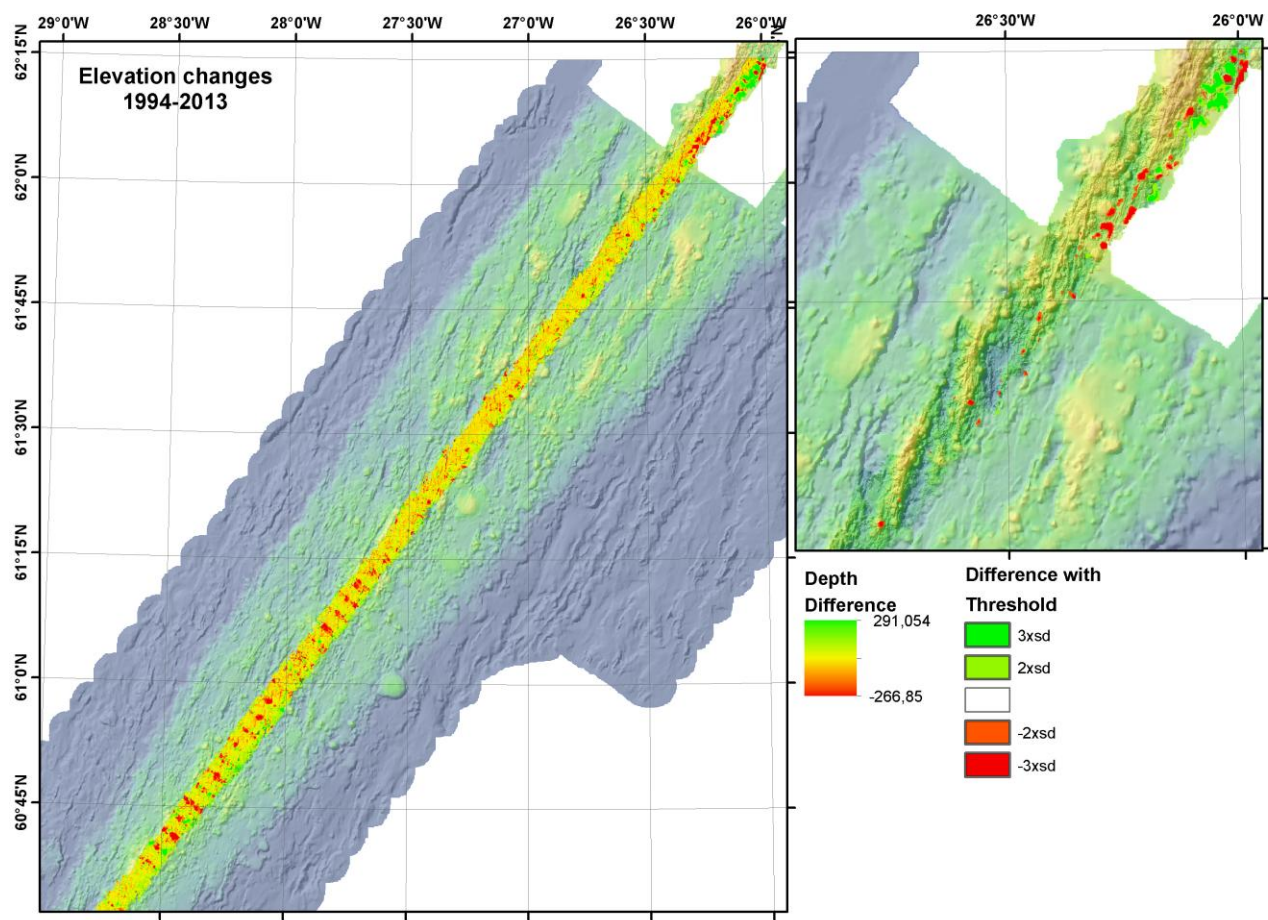 29°0'W 28°30'W 28°0'W 27°30'W 27°0'W 26°30'W 26°0'W
26°30'W 26°0'W
Elevation changes
1994-2013
62°15'N
62°0'N
61°45'N
61°30'N
61°15'N
61°0'N
60°45'N
Depth
Difference
291,054
-266,85
Difference with
Threshold
3xsd
2xsd
-2xsd
-3xsd